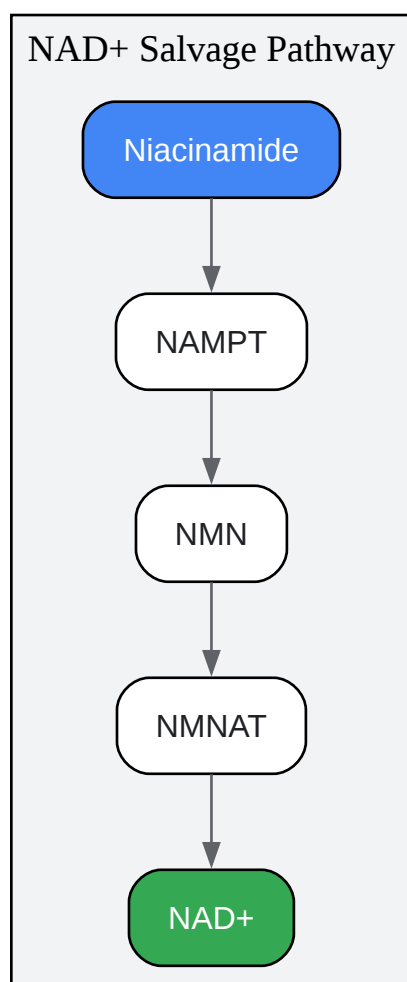 NAD+ Salvage Pathway
Niacinamide
NAMPT
NMN
NMNAT
NAD+